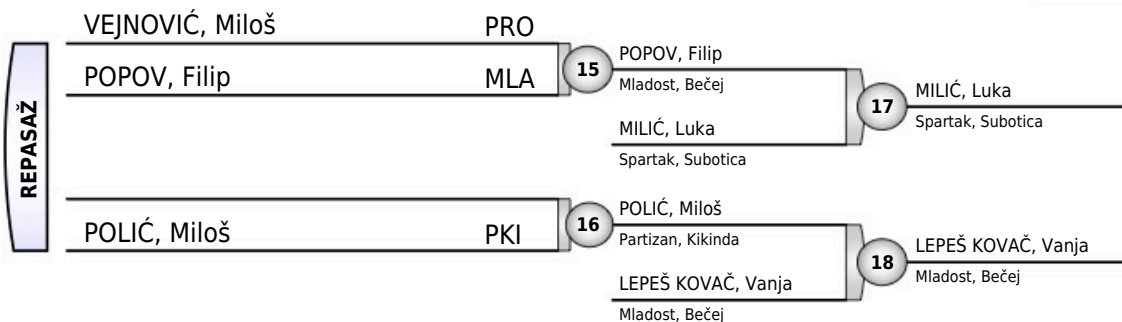 REPASAŽ
VEJNOVIĆ, Miloš PRO
POPOV, Filip MLA
15
POPOV, Filip
Mladost, Bečej
MILIĆ, Luka
Spartak, Subotica
17
MILIĆ, Luka
Spartak, Subotica
POLIĆ, Miloš PKI
16
POLIĆ, Miloš
Partizan, Kikinda
LEPEŠ KOVAČ, Vanja
Mladost, Bečej
18
LEPEŠ KOVAČ, Vanja
Mladost, Bečej